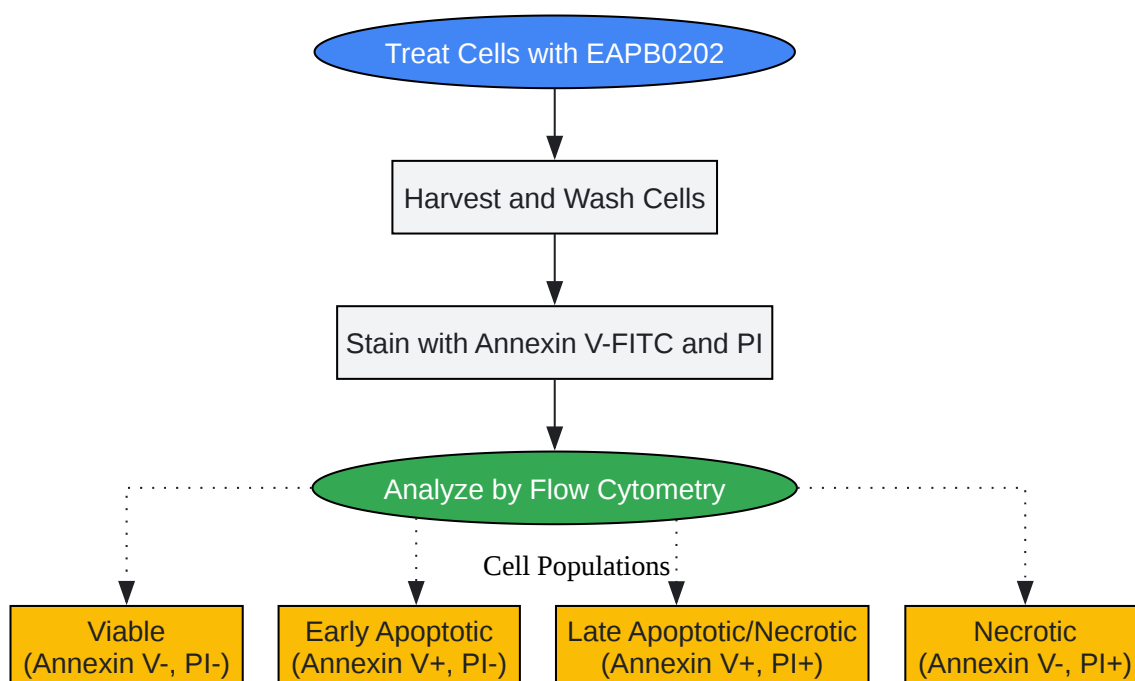 Treat Cells with EAPB0202
Harvest and Wash Cells
Stain with Annexin V-FITC and PI
Analyze by Flow Cytometry
Cell Populations
Viable
(Annexin V-, PI-)
Early Apoptotic
(Annexin V+, PI-)
Late Apoptotic/Necrotic
(Annexin V+, PI+)
Necrotic
(Annexin V-, PI+)